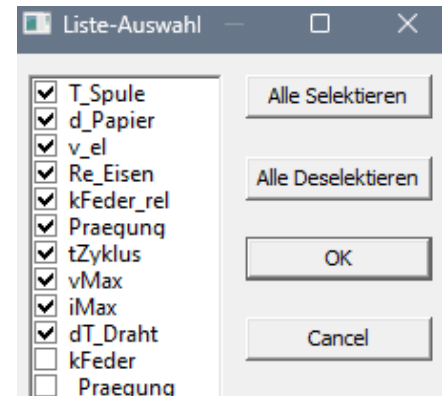 Liste-Auswahl
T_Spule
d_Papier
v_el
Re_Eisen
kFeder_rel
Praegung
tZyklus
vMax
iMax
dT_Draht
kFeder
_Praegung
Alle Selektieren
Alle Deselektieren
OK
Cancel